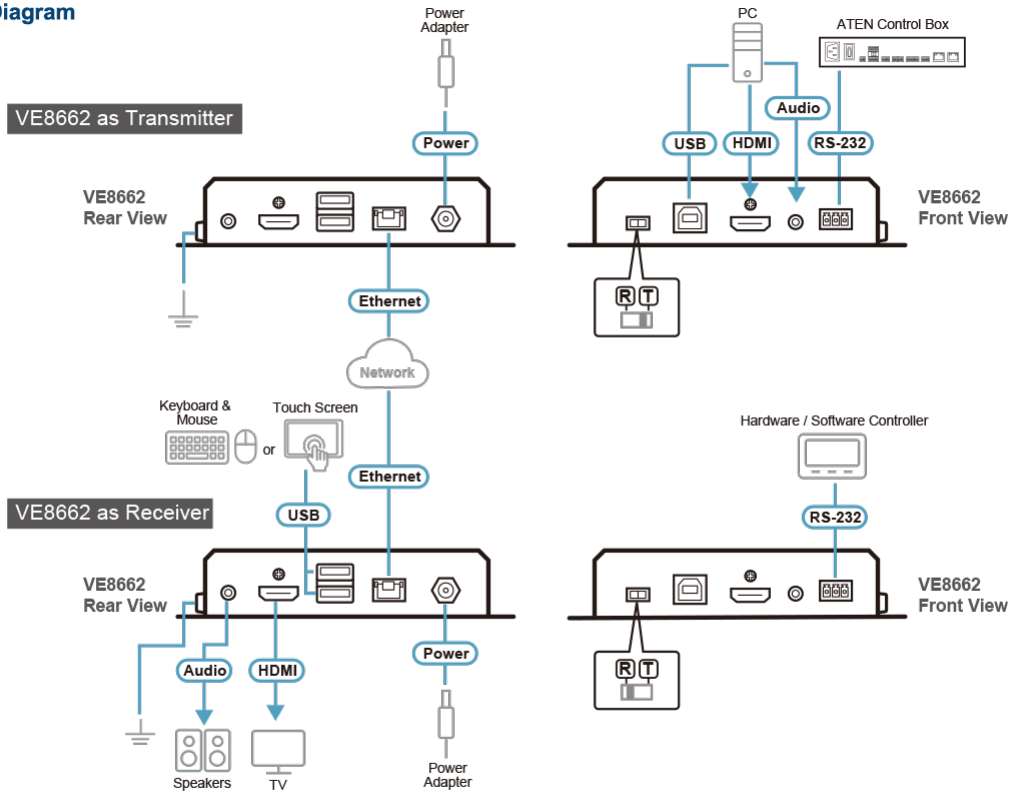 Diagram
Power
Adapter
PC
ATEN Control Box
VE8662 as Transmitter
Audio
Power
USB
HDMI
RS-232
VE8662
Rear View
VE8662
Front View
R T
Ethernet
Network
Keyboard &
Mouse
or
Touch Screen
Hardware / Software Controller
Ethernet
VE8662 as Receiver
USB
RS-232
VE8662
Rear View
VE8662
Front View
Power
R T
Audio
HDMI
Speakers
TV
Power
Adapter